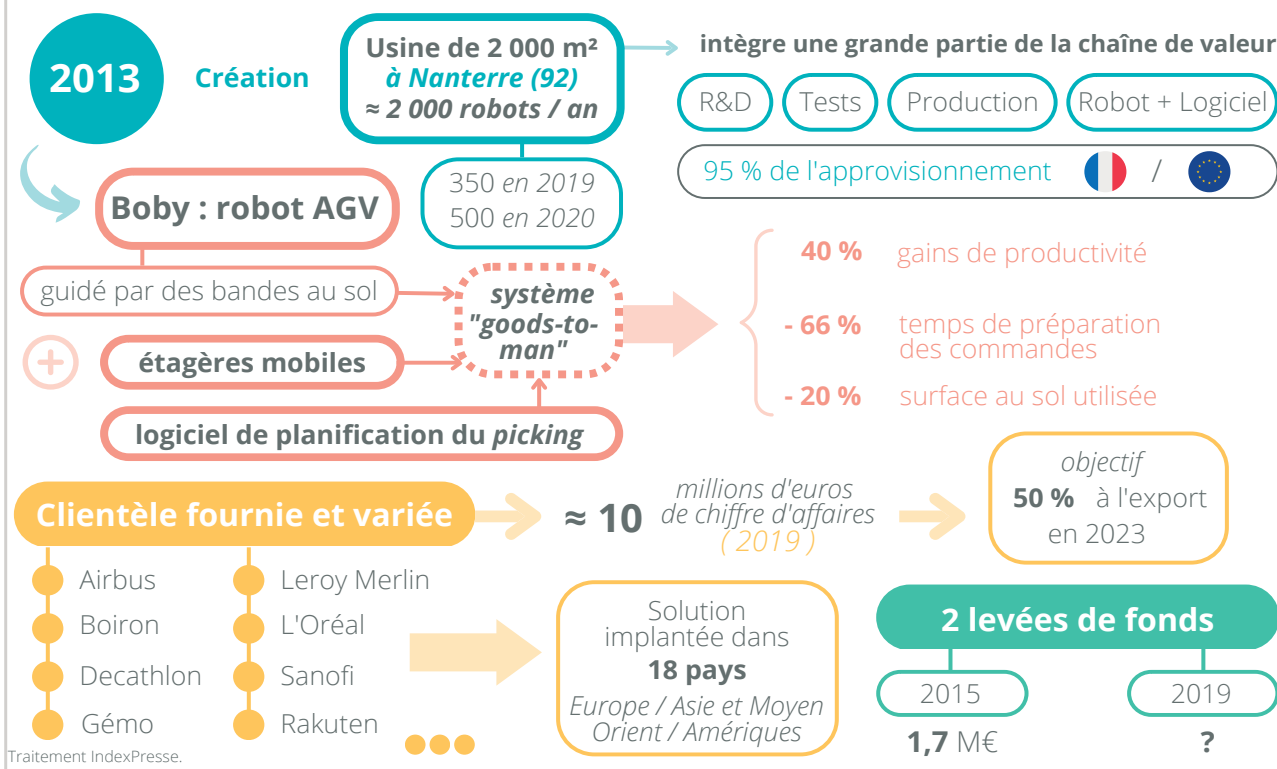 2013
Création
Usine de 2 000 m²
à Nanterre (92)
≈ 2 000 robots / an
350 en 2019
500 en 2020
intègre une grande partie de la chaîne de valeur
R&D
Tests
Production
Robot + Logiciel
95 % de l'approvisionnement
/
Boby : robot AGV
guidé par des bandes au sol
+
étagères mobiles
logiciel de planification du picking
système
"goods-to-
man"
40 % gains de productivité
- 66 % temps de préparation
des commandes
- 20 % surface au sol utilisée
Clientèle fournie et variée
≈ 10
millions d'euros
de chiffre d'affaires
( 2019 )
objectif
50 % à l'export
en 2023
Airbus
Boiron
Decathlon
Gémo
Leroy Merlin
L'Oréal
Sanofi
Rakuten
Solution
implantée dans
18 pays
Europe / Asie et Moyen
Orient / Amériques
2 levées de fonds
2015
1,7 M€
2019
?
Traitement IndexPresse.